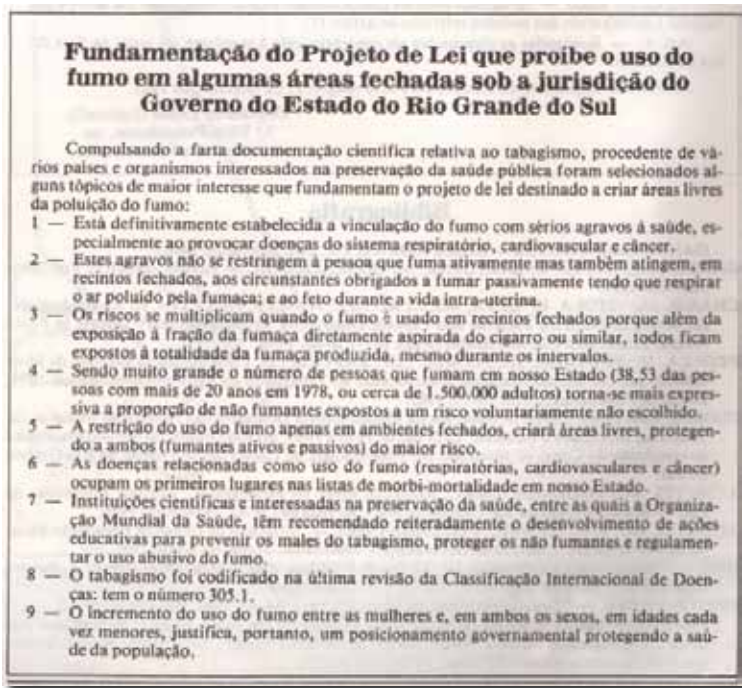 Fundamentação do Projeto de Lei que proíbe o uso do
fumo em algumas áreas fechadas sob a jurisdição do
Governo do Estado do Rio Grande do Sul
Compulsando a farta documentação científica relativa ao tabagismo, procedente de vá-
rios países e organismos interessados na preservação da saúde pública foram selecionados al-
guns tópicos de maior interesse que fundamentam o projeto de lei destinado a criar áreas livres
da poluição do fumo:
1 — Está definitivamente estabelecida a vinculação do fumo com sérios agravos à saúde, es-
pecialmente ao provocar doenças do sistema respiratório, cardiovascular e câncer.
2 — Estes agravos não se restringem à pessoa que fuma ativamente mas também atingem, em
recintos fechados, aos circunstantes obrigados a fumar passivamente tendo que respirar
o ar poluído pela fumaça; e ao feto durante a vida intra-uterina.
3 — Os riscos se multiplicam quando o fumo é usado em recintos fechados porque além da
exposição à fração da fumaça diretamente aspirada do cigarro ou similar, todos ficam
expostos à totalidade da fumaça produzida, mesmo durante os intervalos.
4 — Sendo muito grande o número de pessoas que fumam em nosso Estado (38,53 das pes-
soas com mais de 20 anos em 1978, ou cerca de 1.500.000 adultos) torna-se mais expres-
siva a proporção de não fumantes expostos a um risco voluntariamente não escolhido.
5 — A restrição do uso do fumo apenas em ambientes fechados, criará áreas livres, protegen-
do a ambos (fumantes ativos e passivos) do maior risco.
6 — As doenças relacionadas como uso do fumo (respiratórias, cardiovasculares e câncer)
ocupam os primeiros lugares nas listas de morbi-mortalidade em nosso Estado.
7 — Instituições científicas e interessadas na preservação da saúde, entre as quais a Organiza-
ção Mundial da Saúde, têm recomendado reiteradamente o desenvolvimento de ações
educativas para prevenir os males do tabagismo, proteger os não fumantes e regulamen-
tar o uso abusivo do fumo.
8 — O tabagismo foi codificado na última revisão da Classificação Internacional de Doen-
ças: tem o número 305.1.
9 — O incremento do uso do fumo entre as mulheres e, em ambos os sexos, em idades cada
vez menores, justifica, portanto, um posicionamento governamental protegendo a saú-
de da população.